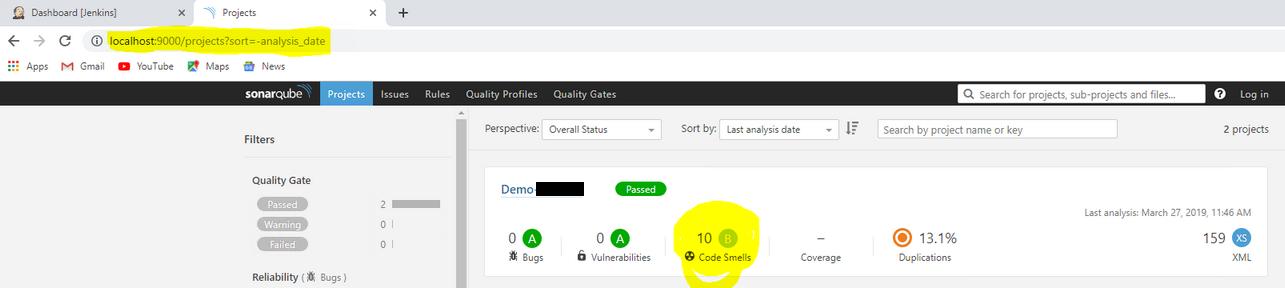 Dashboard [Jenkins]
Projects
localhost:9000/projects?sort=-analysis_date
Apps Gmail YouTube Maps News
sonarqube Projects Issues Rules Quality Profiles Quality Gates Search for projects, sub-projects and files... Log in
Filters
Perspective: Overall Status Sort by: Last analysis date Search by project name or key 2 projects
Quality Gate
Passed 2
Warning 0
Failed 0
Reliability ( Bugs )
Demo- Passed
Last analysis: March 27, 2019, 11:46 AM
0 A 0 A 10 B – 13.1% 159 XS
Bugs Vulnerabilities Code Smells Coverage Duplications XML